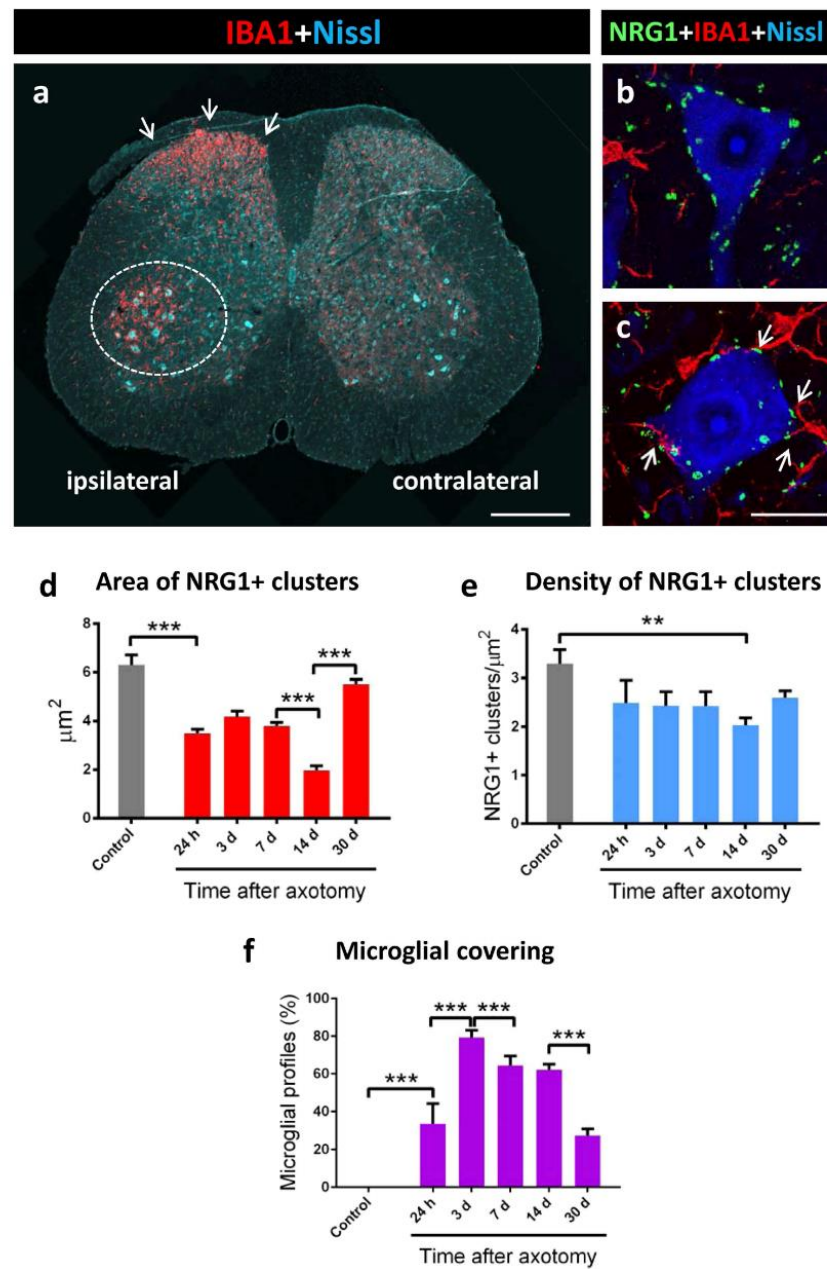 IBA1+Nissl
NRG1+IBA1+Nissl
a
b
c
ipsilateral
contralateral
d Area of NRG1+ clusters
μm²
8
6
4
2
0
***
***
***
Control
24 h
3 d
7 d
14 d
30 d
Time after axotomy
e Density of NRG1+ clusters
NRG1+ clusters/μm²
4
3
2
1
0
**
Control
24 h
3 d
7 d
14 d
30 d
Time after axotomy
f Microglial covering
Microglial profiles (%)
100
80
60
40
20
0
***
***
***
***
Control
24 h
3 d
7 d
14 d
30 d
Time after axotomy